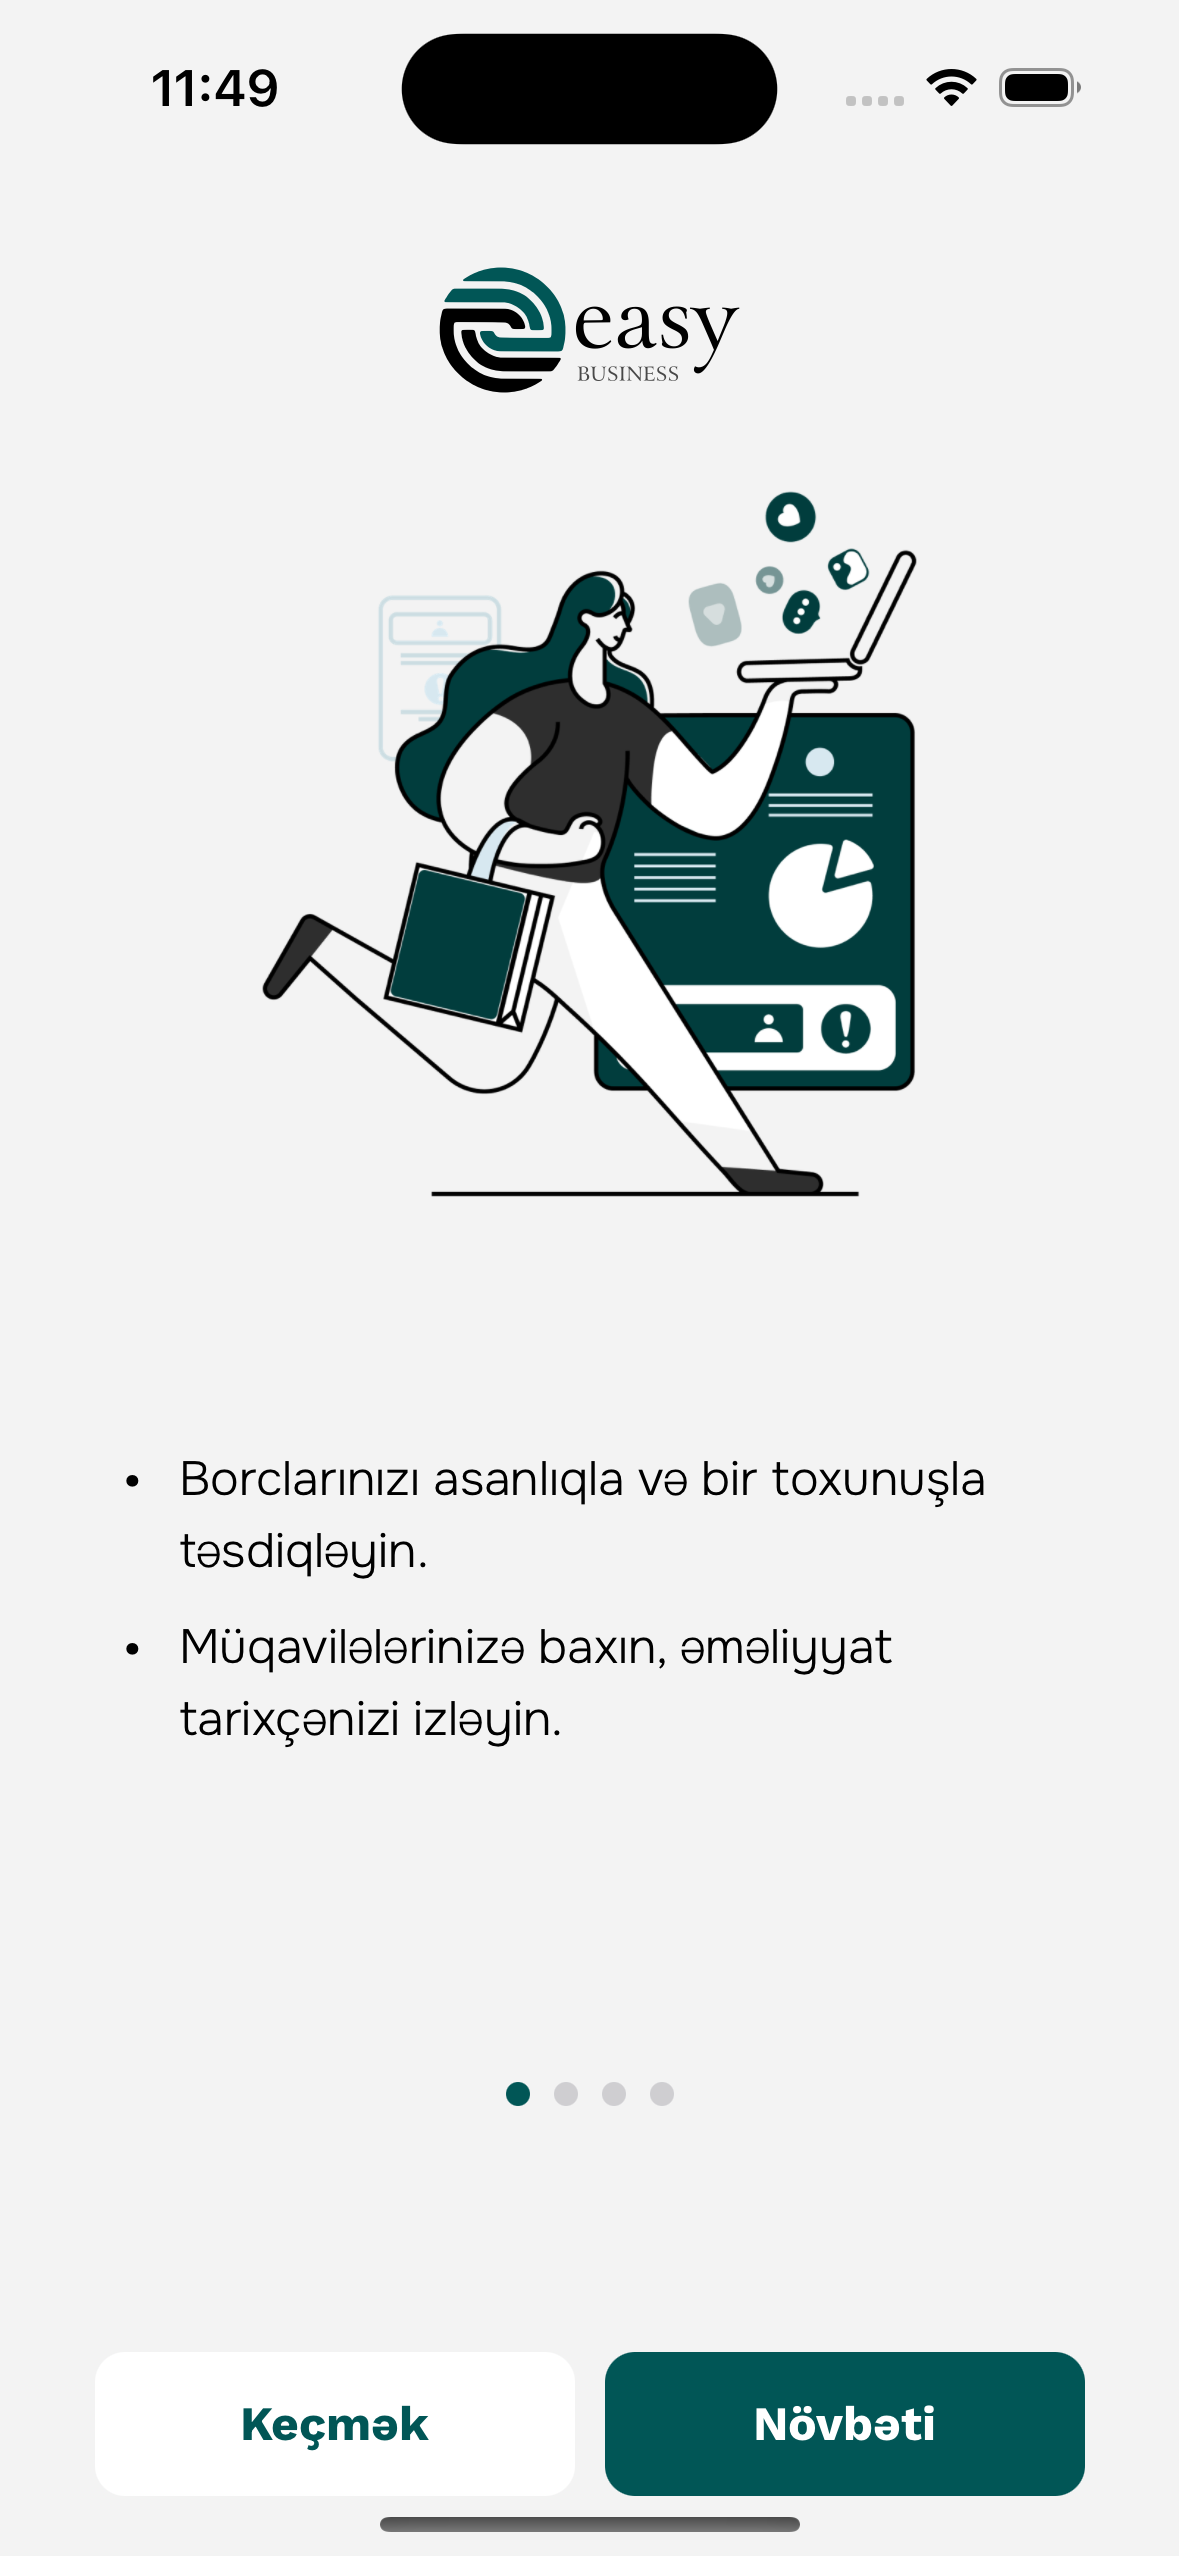 11:49
easy
BUSINESS
• Borclarınızı asanlıqla və bir toxunuşla
təsdiqləyin.
• Müqavilələrinizə baxın, əməliyyat
tarixçənizi izləyin.
Keçmək
Növbəti